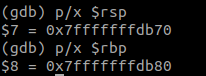 (gdb) p/x $rsp
$7 = 0x7fffffffdb70
(gdb) p/x $rbp
$8 = 0x7fffffffdb80